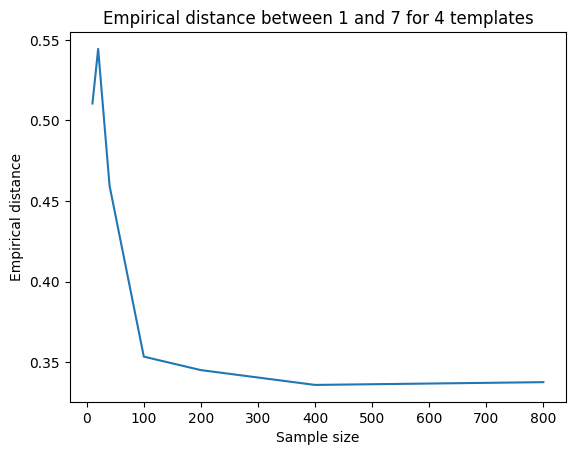 Empirical distance between 1 and 7 for 4 templates
0.55
0.50
0.45
0.40
0.35
Empirical distance
0 100 200 300 400 500 600 700 800
Sample size